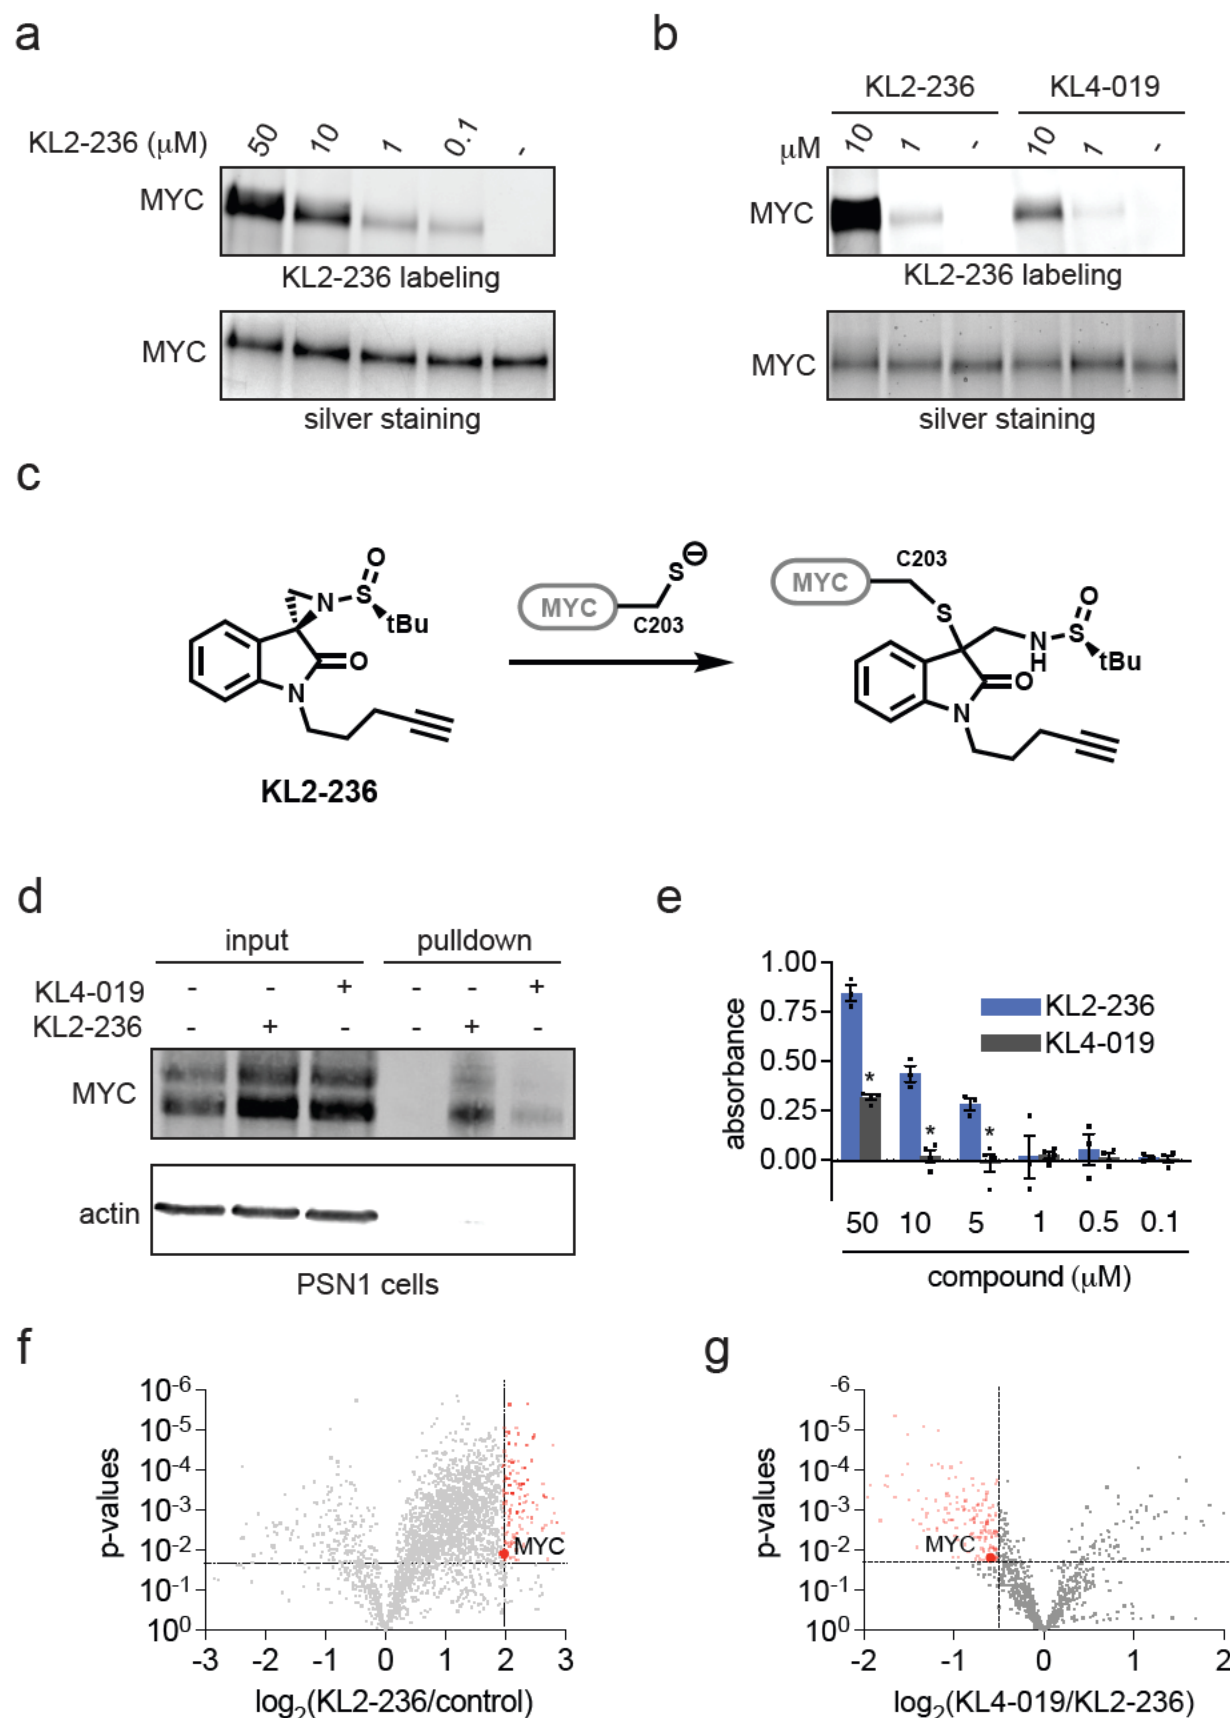 a
KL2-236 (μM) 50 10 1 0.1 -
MYC
KL2-236 labeling
MYC
silver staining
b
KL2-236 KL4-019
μM 10 1 - 10 1 -
MYC
KL2-236 labeling
MYC
silver staining
c
O
N S
tBu
O
N
KL2-236
S
MYC
C203
MYC C203
S
O
N S
H tBu
O
N
d
input pulldown
KL4-019 - - + - - +
KL2-236 - + - - + -
MYC
actin
PSN1 cells
e
absorbance
1.00
0.75
0.50
0.25
0.00
KL2-236
KL4-019
* * *
50 10 5 1 0.5 0.1
compound (μM)
f
p-values
10-6
10-5
10-4
10-3
10-2
10-1
100
MYC
-3 -2 -1 0 1 2 3
log2(KL2-236/control)
g
p-values
-6
10-5
10-4
10-3
10-2
10-1
100
MYC
-2 -1 0 1 2
log2(KL4-019/KL2-236)